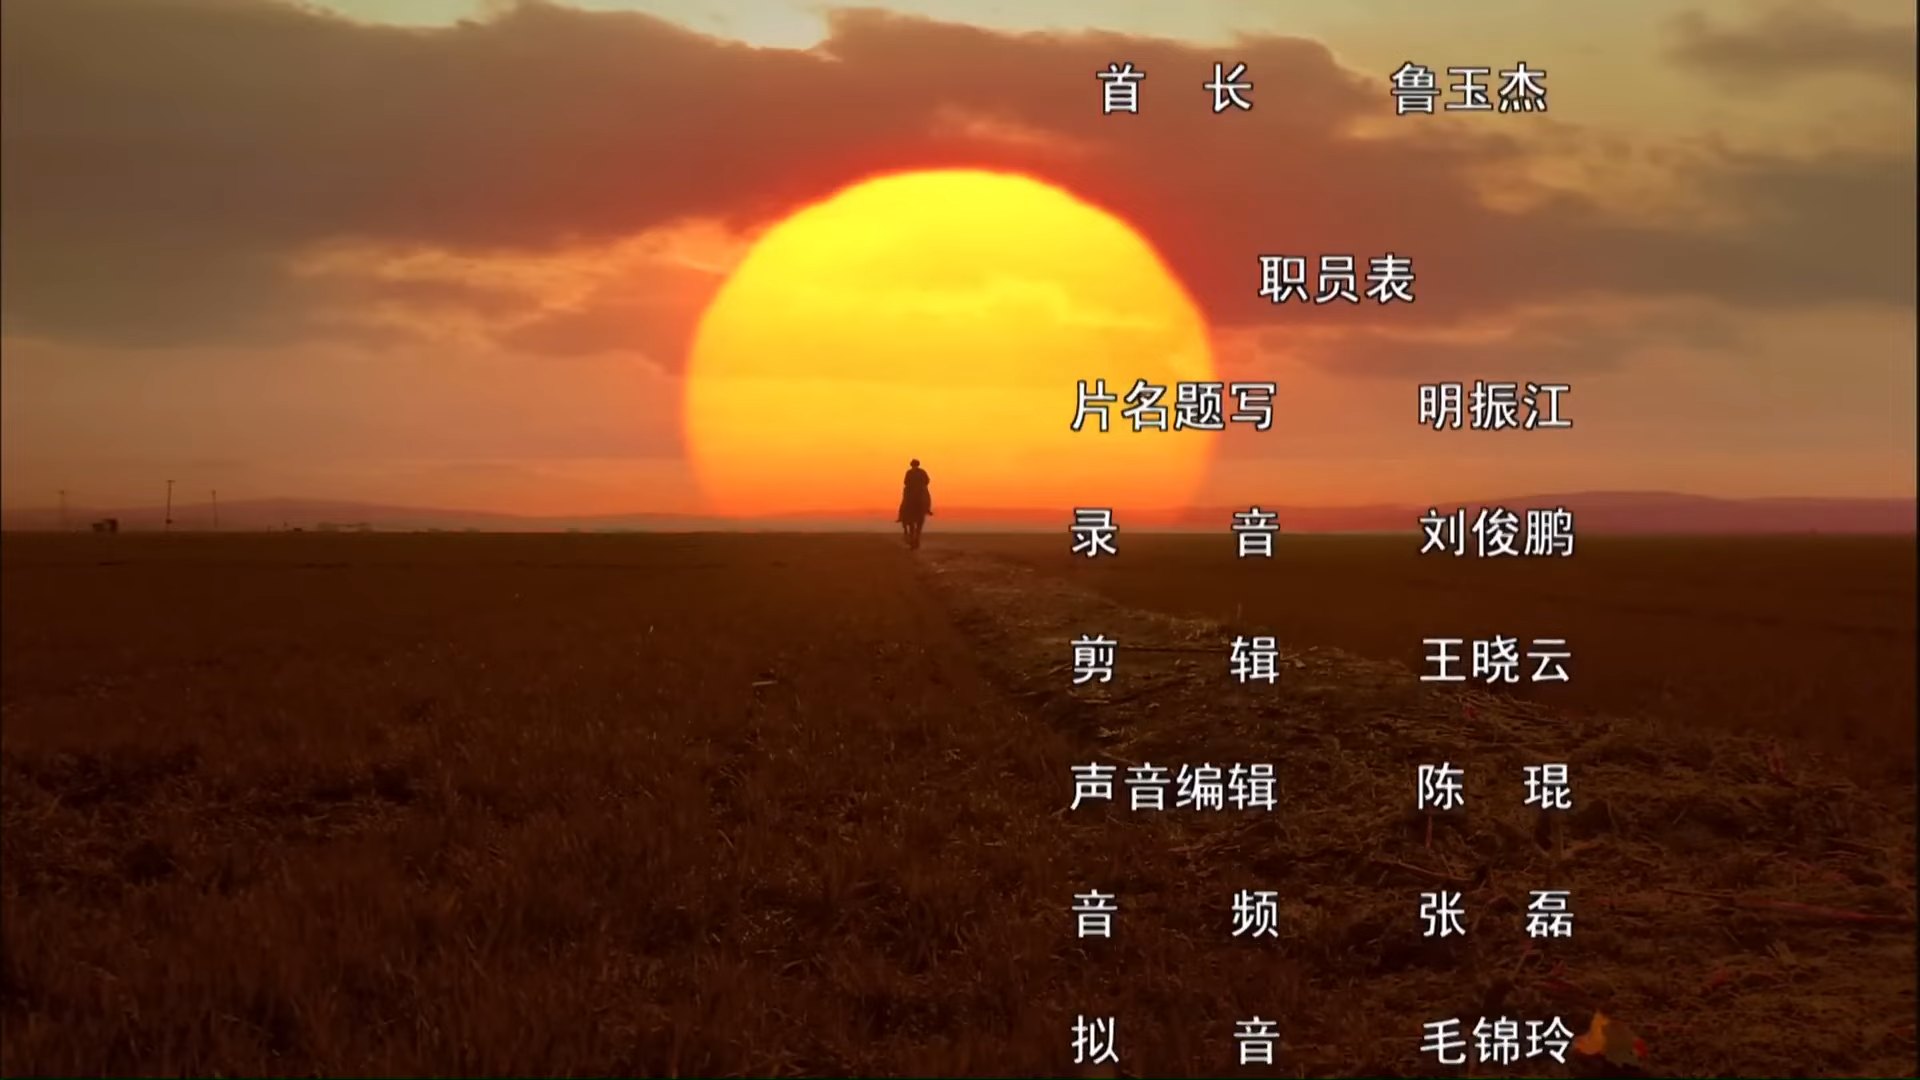 首 长 鲁玉杰
职员表
片名题写 明振江
录 音 刘俊鹏
剪 辑 王晓云
声音编辑 陈 琨
音 频 张 磊
拟 音 毛锦玲